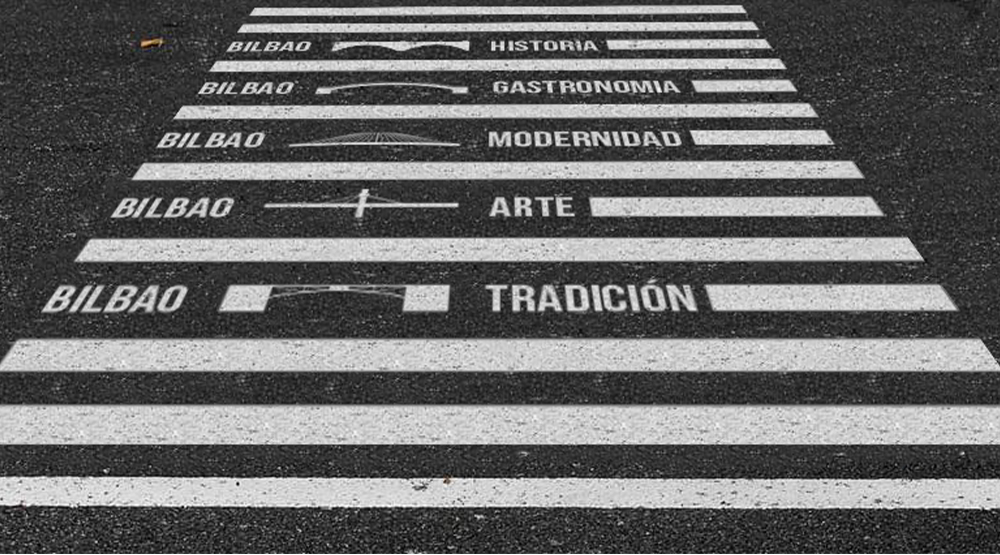 BILBAO HISTORIA
BILBAO GASTRONOMIA
BILBAO MODERNIDAD
BILBAO ARTE
BILBAO TRADICIÓN